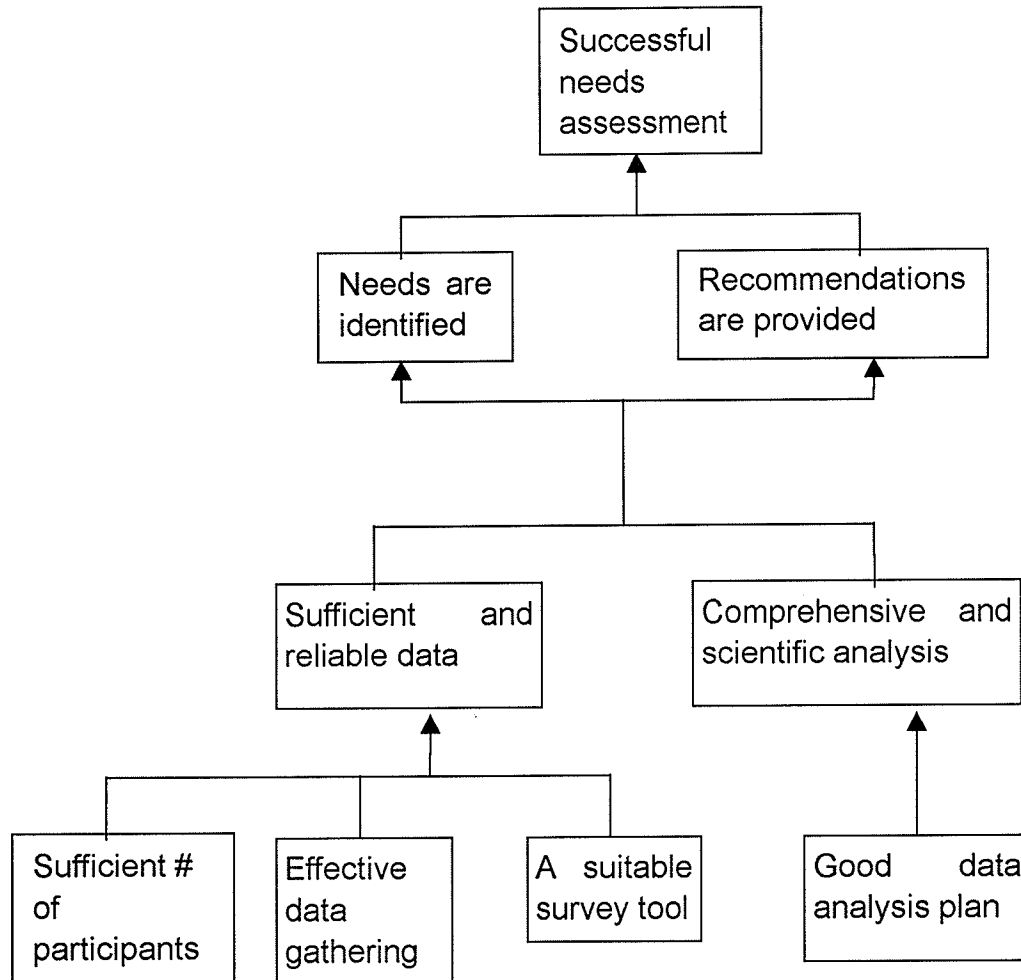 Successful
needs
assessment
Needs are
identified
Recommendations
are provided
Sufficient and
reliable data
Comprehensive and
scientific analysis
Sufficient #
of
participants
Effective
data
gathering
A suitable
survey tool
Good data
analysis plan